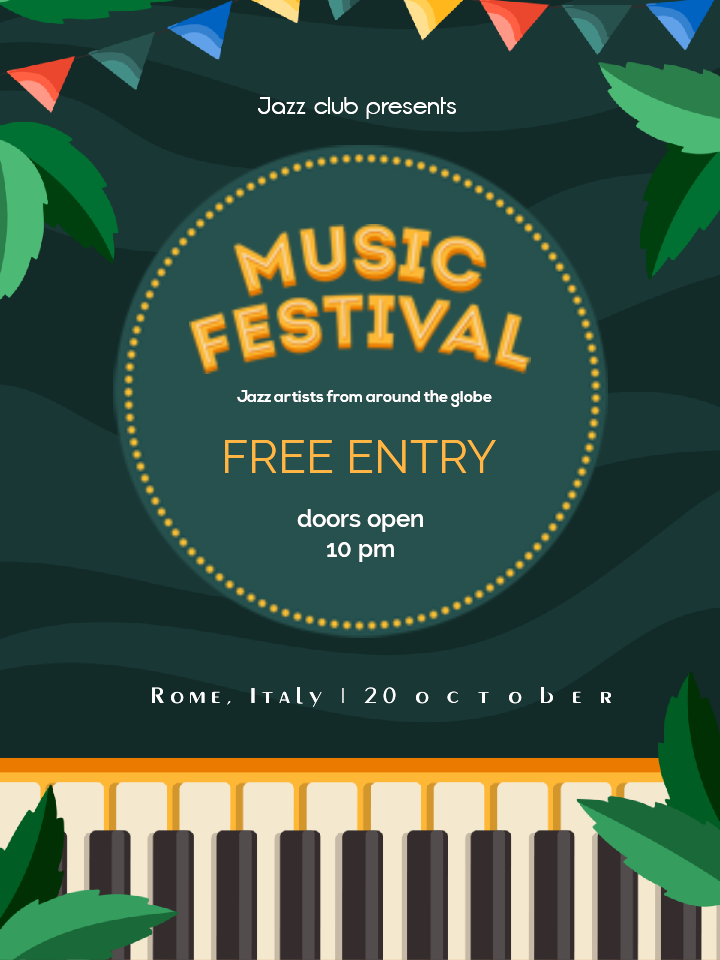 Jazz club presents
MUSIC
FESTIVAL
Jazz artists from around the globe
FREE ENTRY
doors open
10 pm
Rome, Italy | 20 october